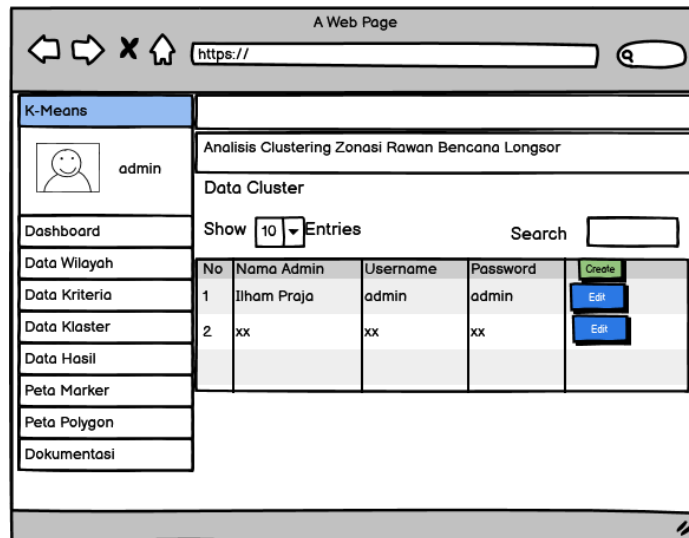 A Web Page
https://
K-Means
admin
Dashboard
Data Wilayah
Data Kriteria
Data Klaster
Data Hasil
Peta Marker
Peta Polygon
Dokumentasi
Analisis Clustering Zonasi Rawan Bencana Longsor
Data Cluster
Show 10 Entries Search
No Nama Admin Username Password Create
1 Ilham Praja admin admin Edit
2 xx xx xx Edit